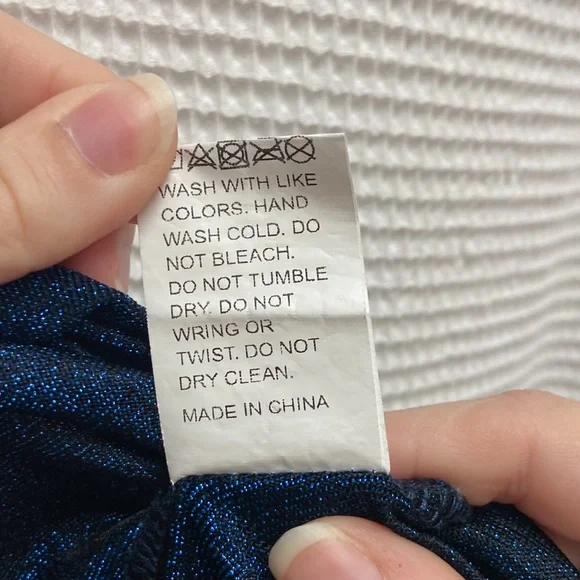 WASH WITH LIKE
COLORS. HAND
WASH COLD. DO
NOT BLEACH.
DO NOT TUMBLE
DRY. DO NOT
WRING OR
TWIST. DO NOT
DRY CLEAN.
MADE IN CHINA